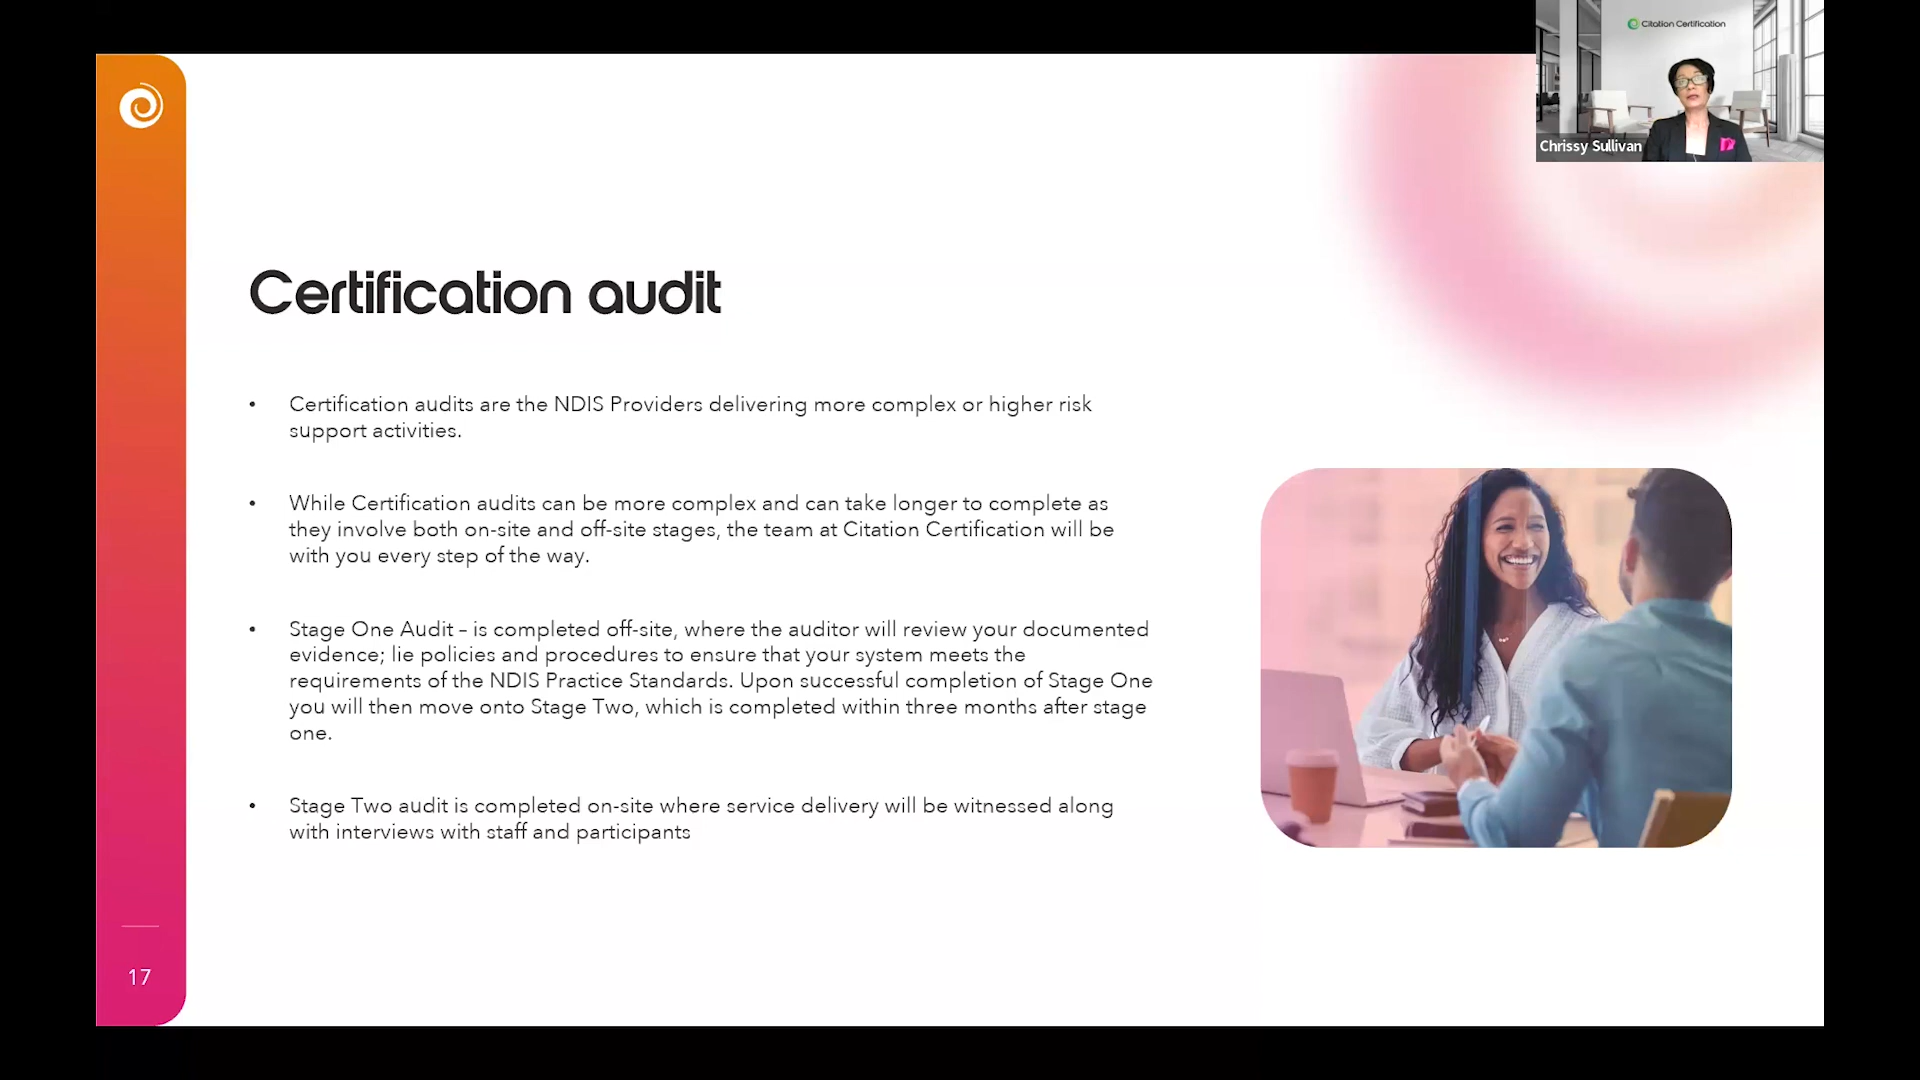 Citation Certification
Chrissy Sullivan
Certification audit
• Certification audits are the NDIS Providers delivering more complex or higher risk
support activities.
• While Certification audits can be more complex and can take longer to complete as
they involve both on-site and off-site stages, the team at Citation Certification will be
with you every step of the way.
• Stage One Audit – is completed off-site, where the auditor will review your documented
evidence; lie policies and procedures to ensure that your system meets the
requirements of the NDIS Practice Standards. Upon successful completion of Stage One
you will then move onto Stage Two, which is completed within three months after stage
one.
• Stage Two audit is completed on-site where service delivery will be witnessed along
with interviews with staff and participants
17